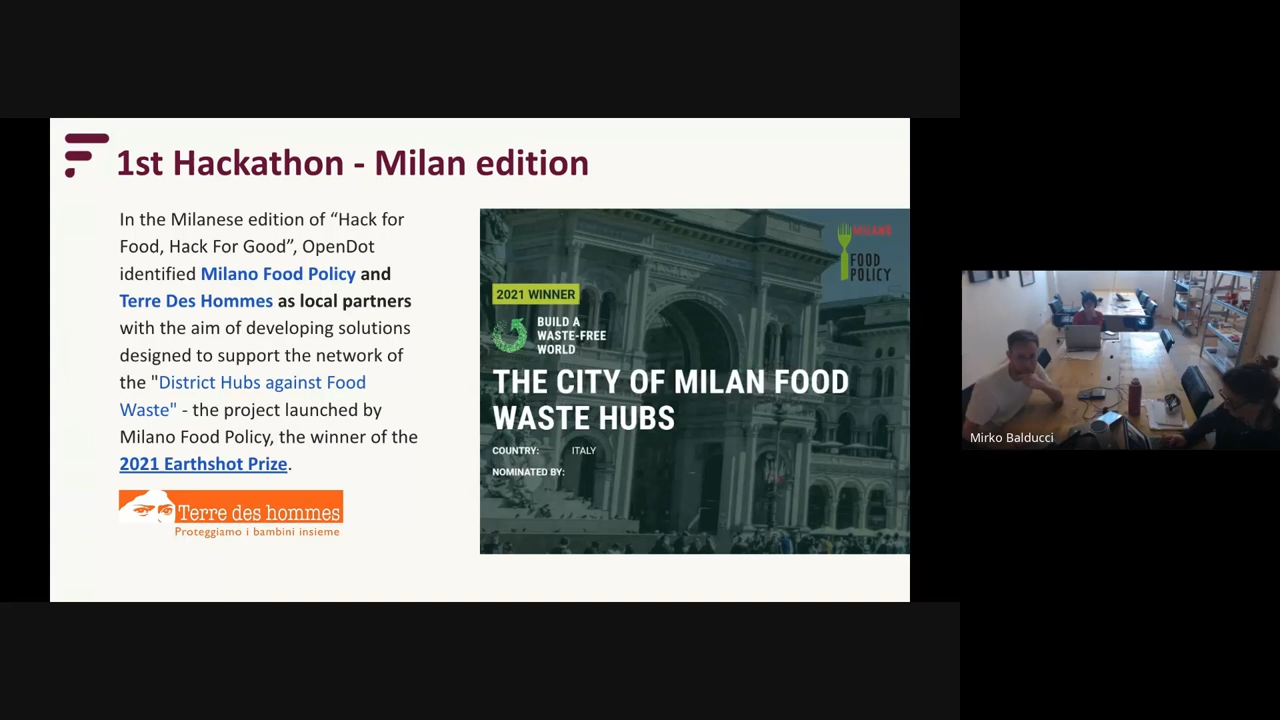 1st Hackathon - Milan edition
In the Milanese edition of “Hack for
Food, Hack For Good”, OpenDot
identified Milano Food Policy and
Terre Des Hommes as local partners
with the aim of developing solutions
designed to support the network of
the "District Hubs against Food
Waste" - the project launched by
Milano Food Policy, the winner of the
2021 Earthshot Prize.
Terre des hommes
Proteggiamo i bambini insieme
MILANO
FOOD
POLICY
2021 WINNER
BUILD A
WASTE-FREE
WORLD
THE CITY OF MILAN FOOD
WASTE HUBS
COUNTRY: ITALY
NOMINATED BY:
Mirko Balducci